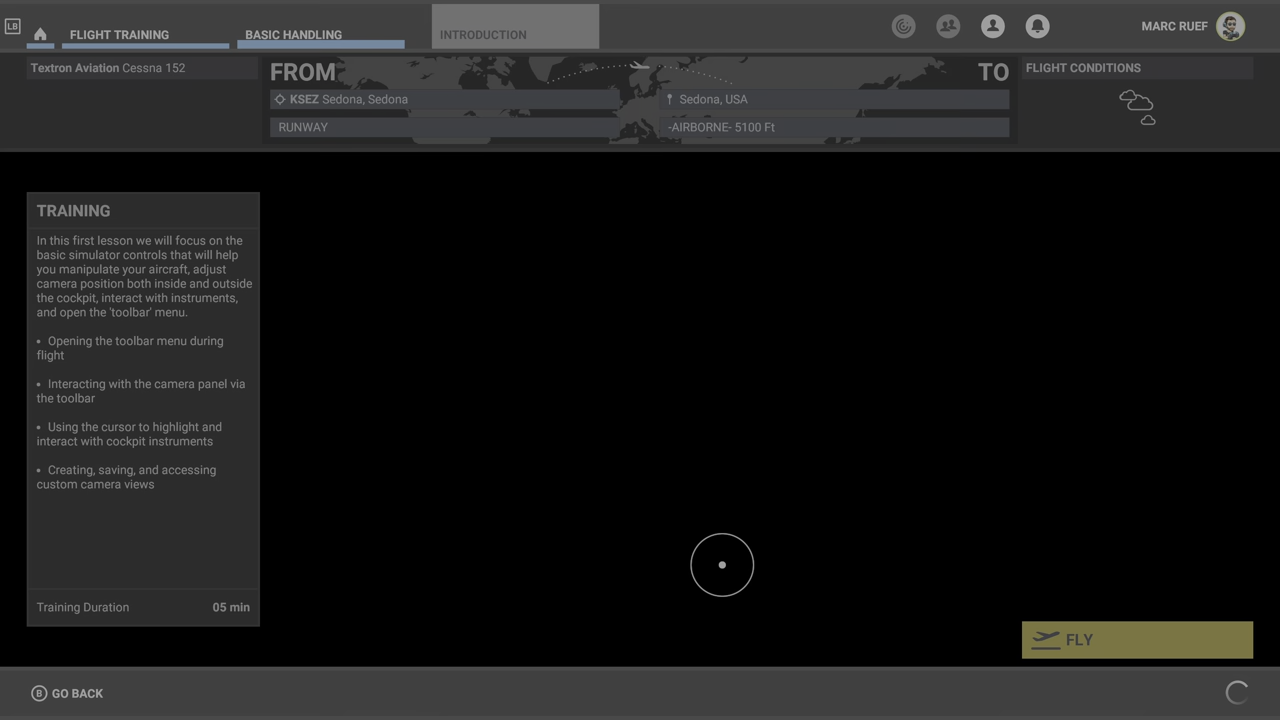 LB
FLIGHT TRAINING
BASIC HANDLING
INTRODUCTION
MARC RUEF
Textron Aviation Cessna 152
FROM
TO
FLIGHT CONDITIONS
KSEZ Sedona, Sedona
Sedona, USA
RUNWAY
-AIRBORNE- 5100 Ft
TRAINING
In this first lesson we will focus on the
basic simulator controls that will help
you manipulate your aircraft, adjust
camera position both inside and outside
the cockpit, interact with instruments,
and open the 'toolbar' menu.
• Opening the toolbar menu during
flight
• Interacting with the camera panel via
the toolbar
• Using the cursor to highlight and
interact with cockpit instruments
• Creating, saving, and accessing
custom camera views
Training Duration 05 min
FLY
B GO BACK